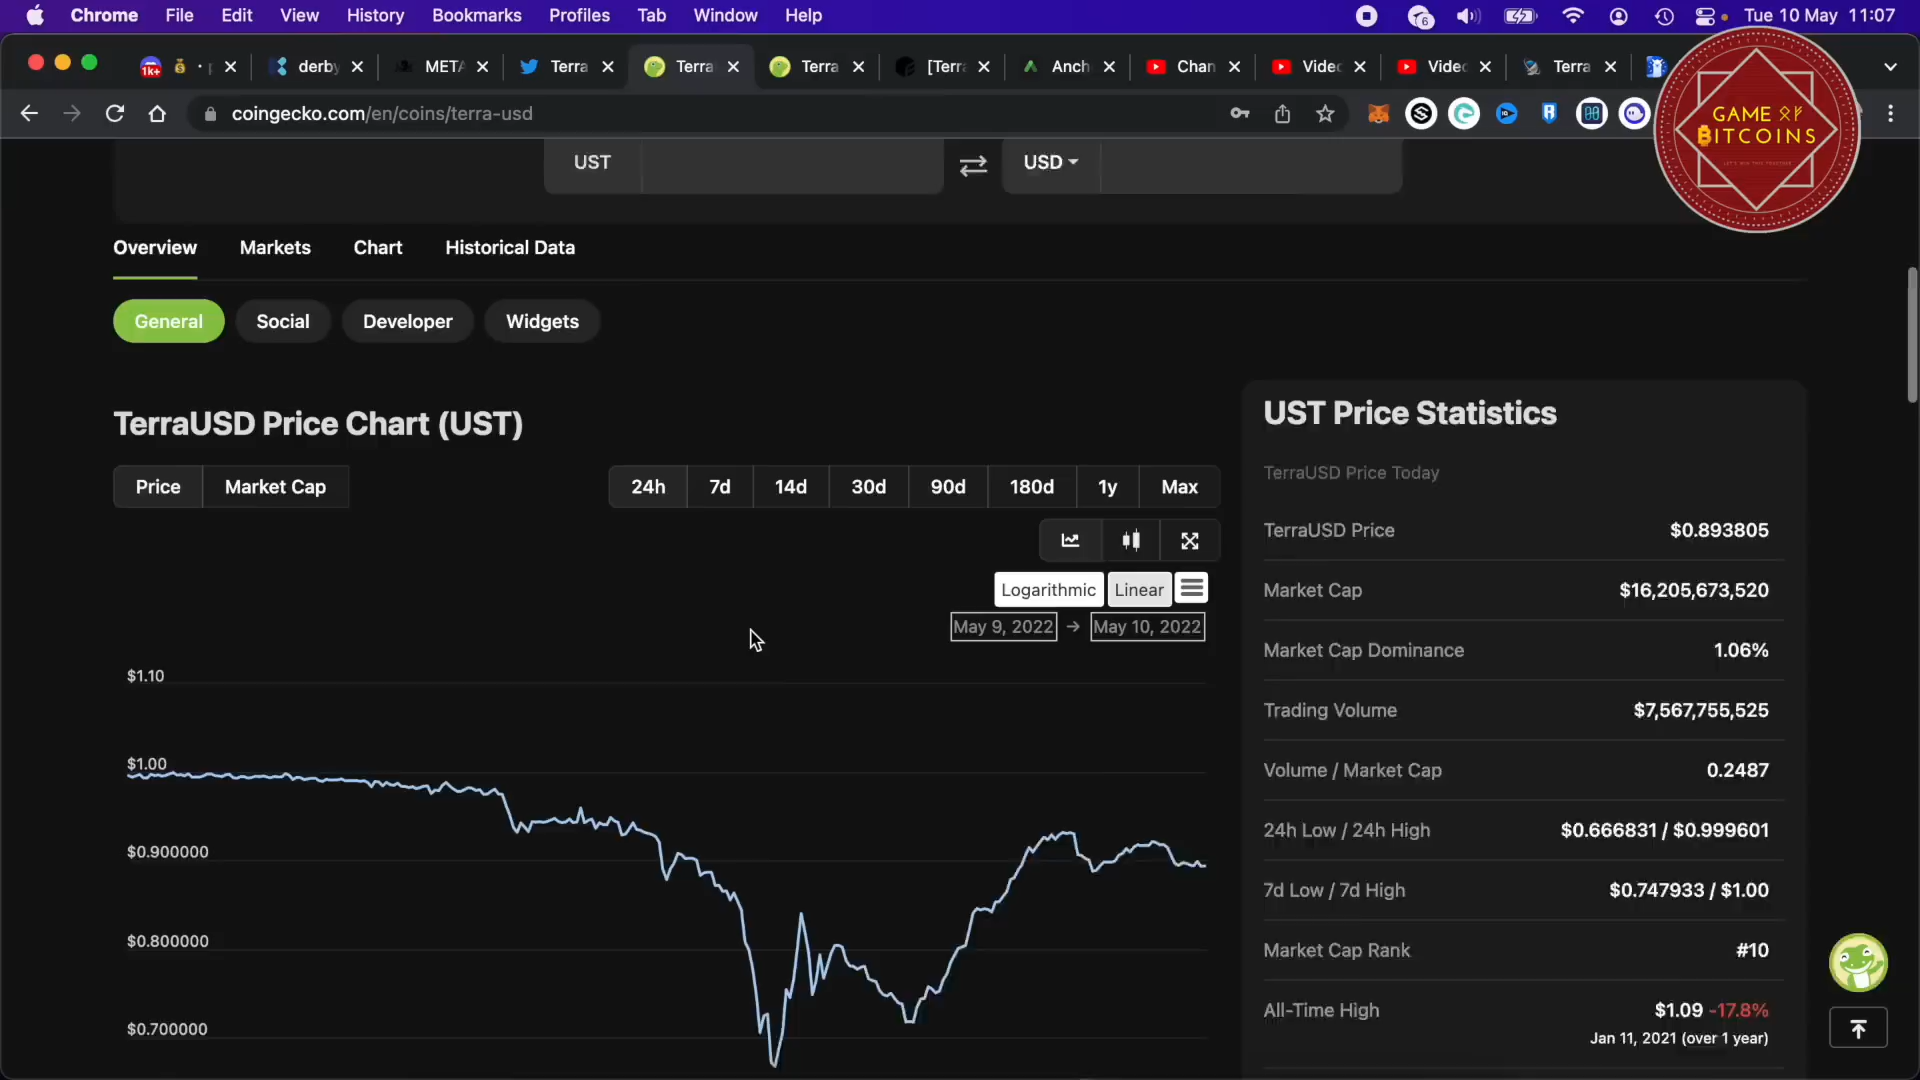 Chrome File Edit View History Bookmarks Profiles Tab Window Help 6 Tue 10 May 11:07
1k+ derby META Terra Terra Terra [Terra Anch Chan Video Video Terra
coingecko.com/en/coins/terra-usd
GAME OF
BITCOINS
UST USD
Overview Markets Chart Historical Data
General Social Developer Widgets
TerraUSD Price Chart (UST)
Price Market Cap 24h 7d 14d 30d 90d 180d 1y Max
Logarithmic Linear
May 9, 2022 → May 10, 2022
$1.10
$1.00
$0.900000
$0.800000
$0.700000
UST Price Statistics
TerraUSD Price Today
TerraUSD Price $0.893805
Market Cap $16,205,673,520
Market Cap Dominance 1.06%
Trading Volume $7,567,755,525
Volume / Market Cap 0.2487
24h Low / 24h High $0.666831 / $0.999601
7d Low / 7d High $0.747933 / $1.00
Market Cap Rank #10
All-Time High $1.09 -17.8%
Jan 11, 2021 (over 1 year)